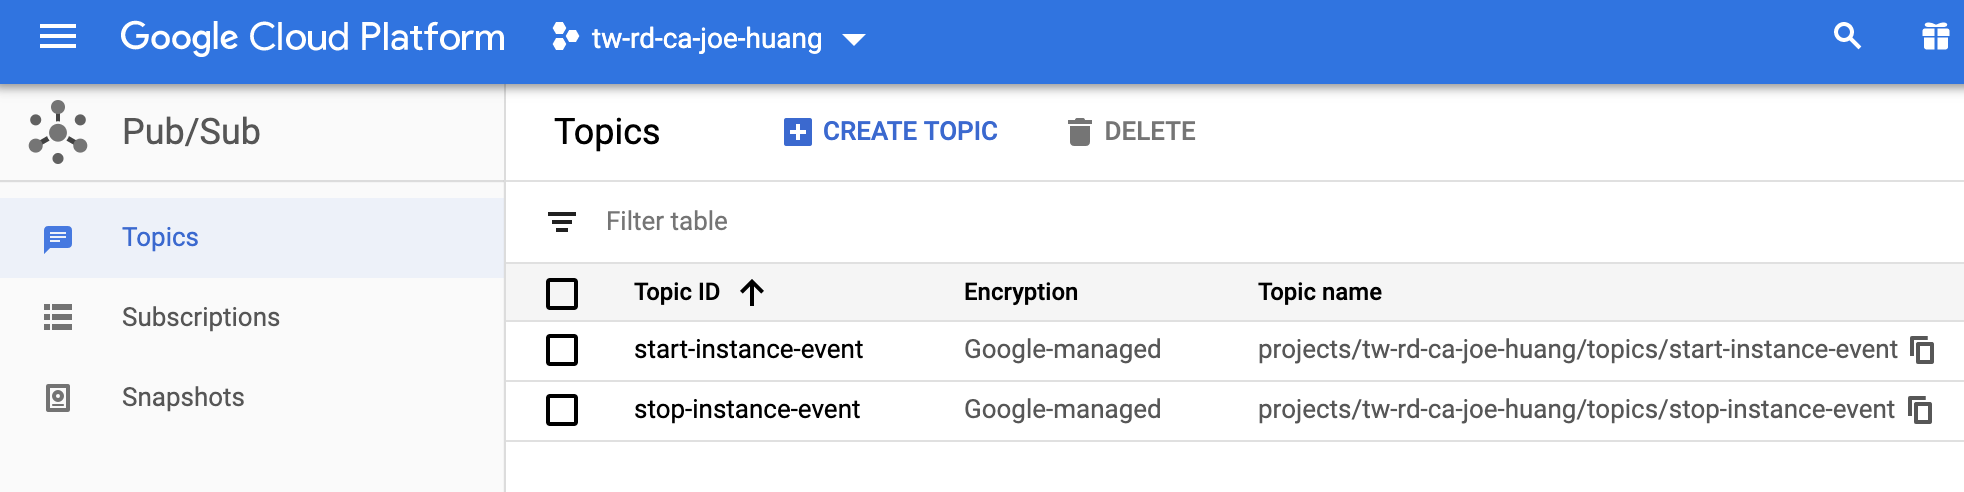 Google Cloud Platform tw-rd-ca-joe-huang
Pub/Sub
Topics
Subscriptions
Snapshots
Topics CREATE TOPIC DELETE
Filter table
Topic ID Encryption Topic name
start-instance-event Google-managed projects/tw-rd-ca-joe-huang/topics/start-instance-event
stop-instance-event Google-managed projects/tw-rd-ca-joe-huang/topics/stop-instance-event